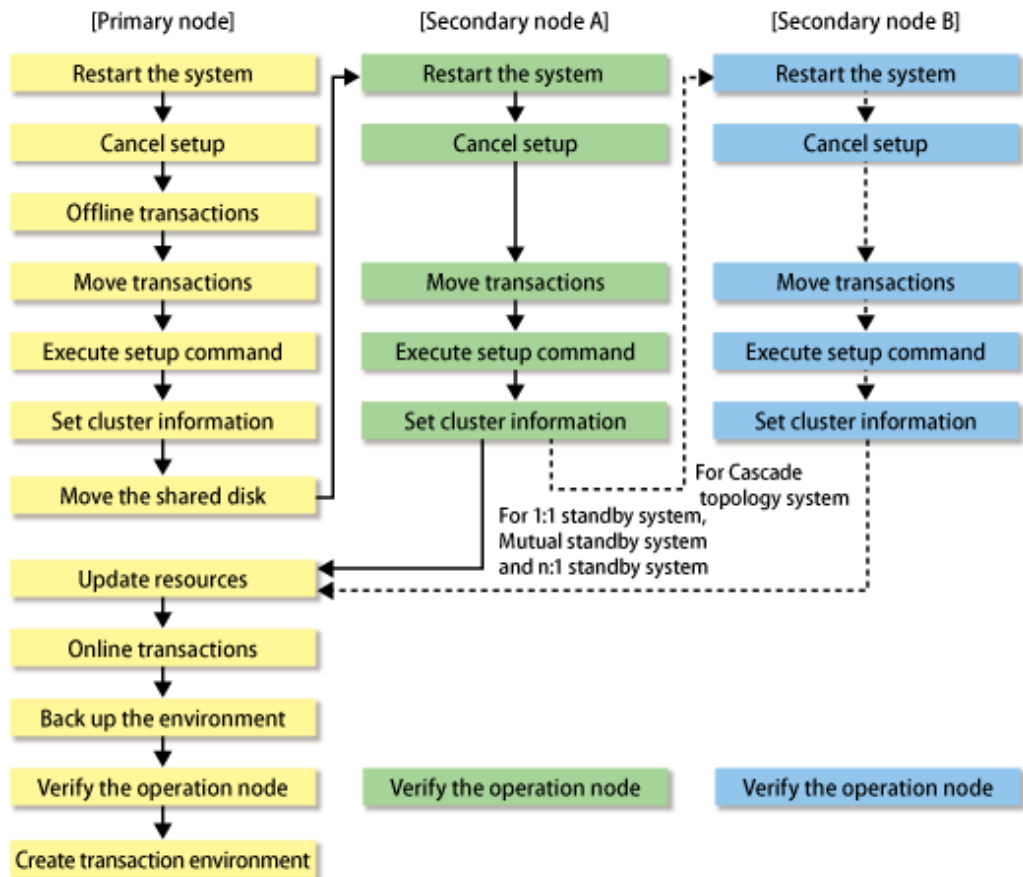 [Primary node]
[Secondary node A]
[Secondary node B]
Restart the system
Restart the system
Restart the system
Cancel setup
Cancel setup
Cancel setup
Offline transactions
Move transactions
Move transactions
Move transactions
Execute setup command
Execute setup command
Execute setup command
Set cluster information
Set cluster information
Set cluster information
Move the shared disk
For Cascade
topology system
For 1:1 standby system,
Mutual standby system
and n:1 standby system
Update resources
Online transactions
Back up the environment
Verify the operation node
Verify the operation node
Verify the operation node
Create transaction environment